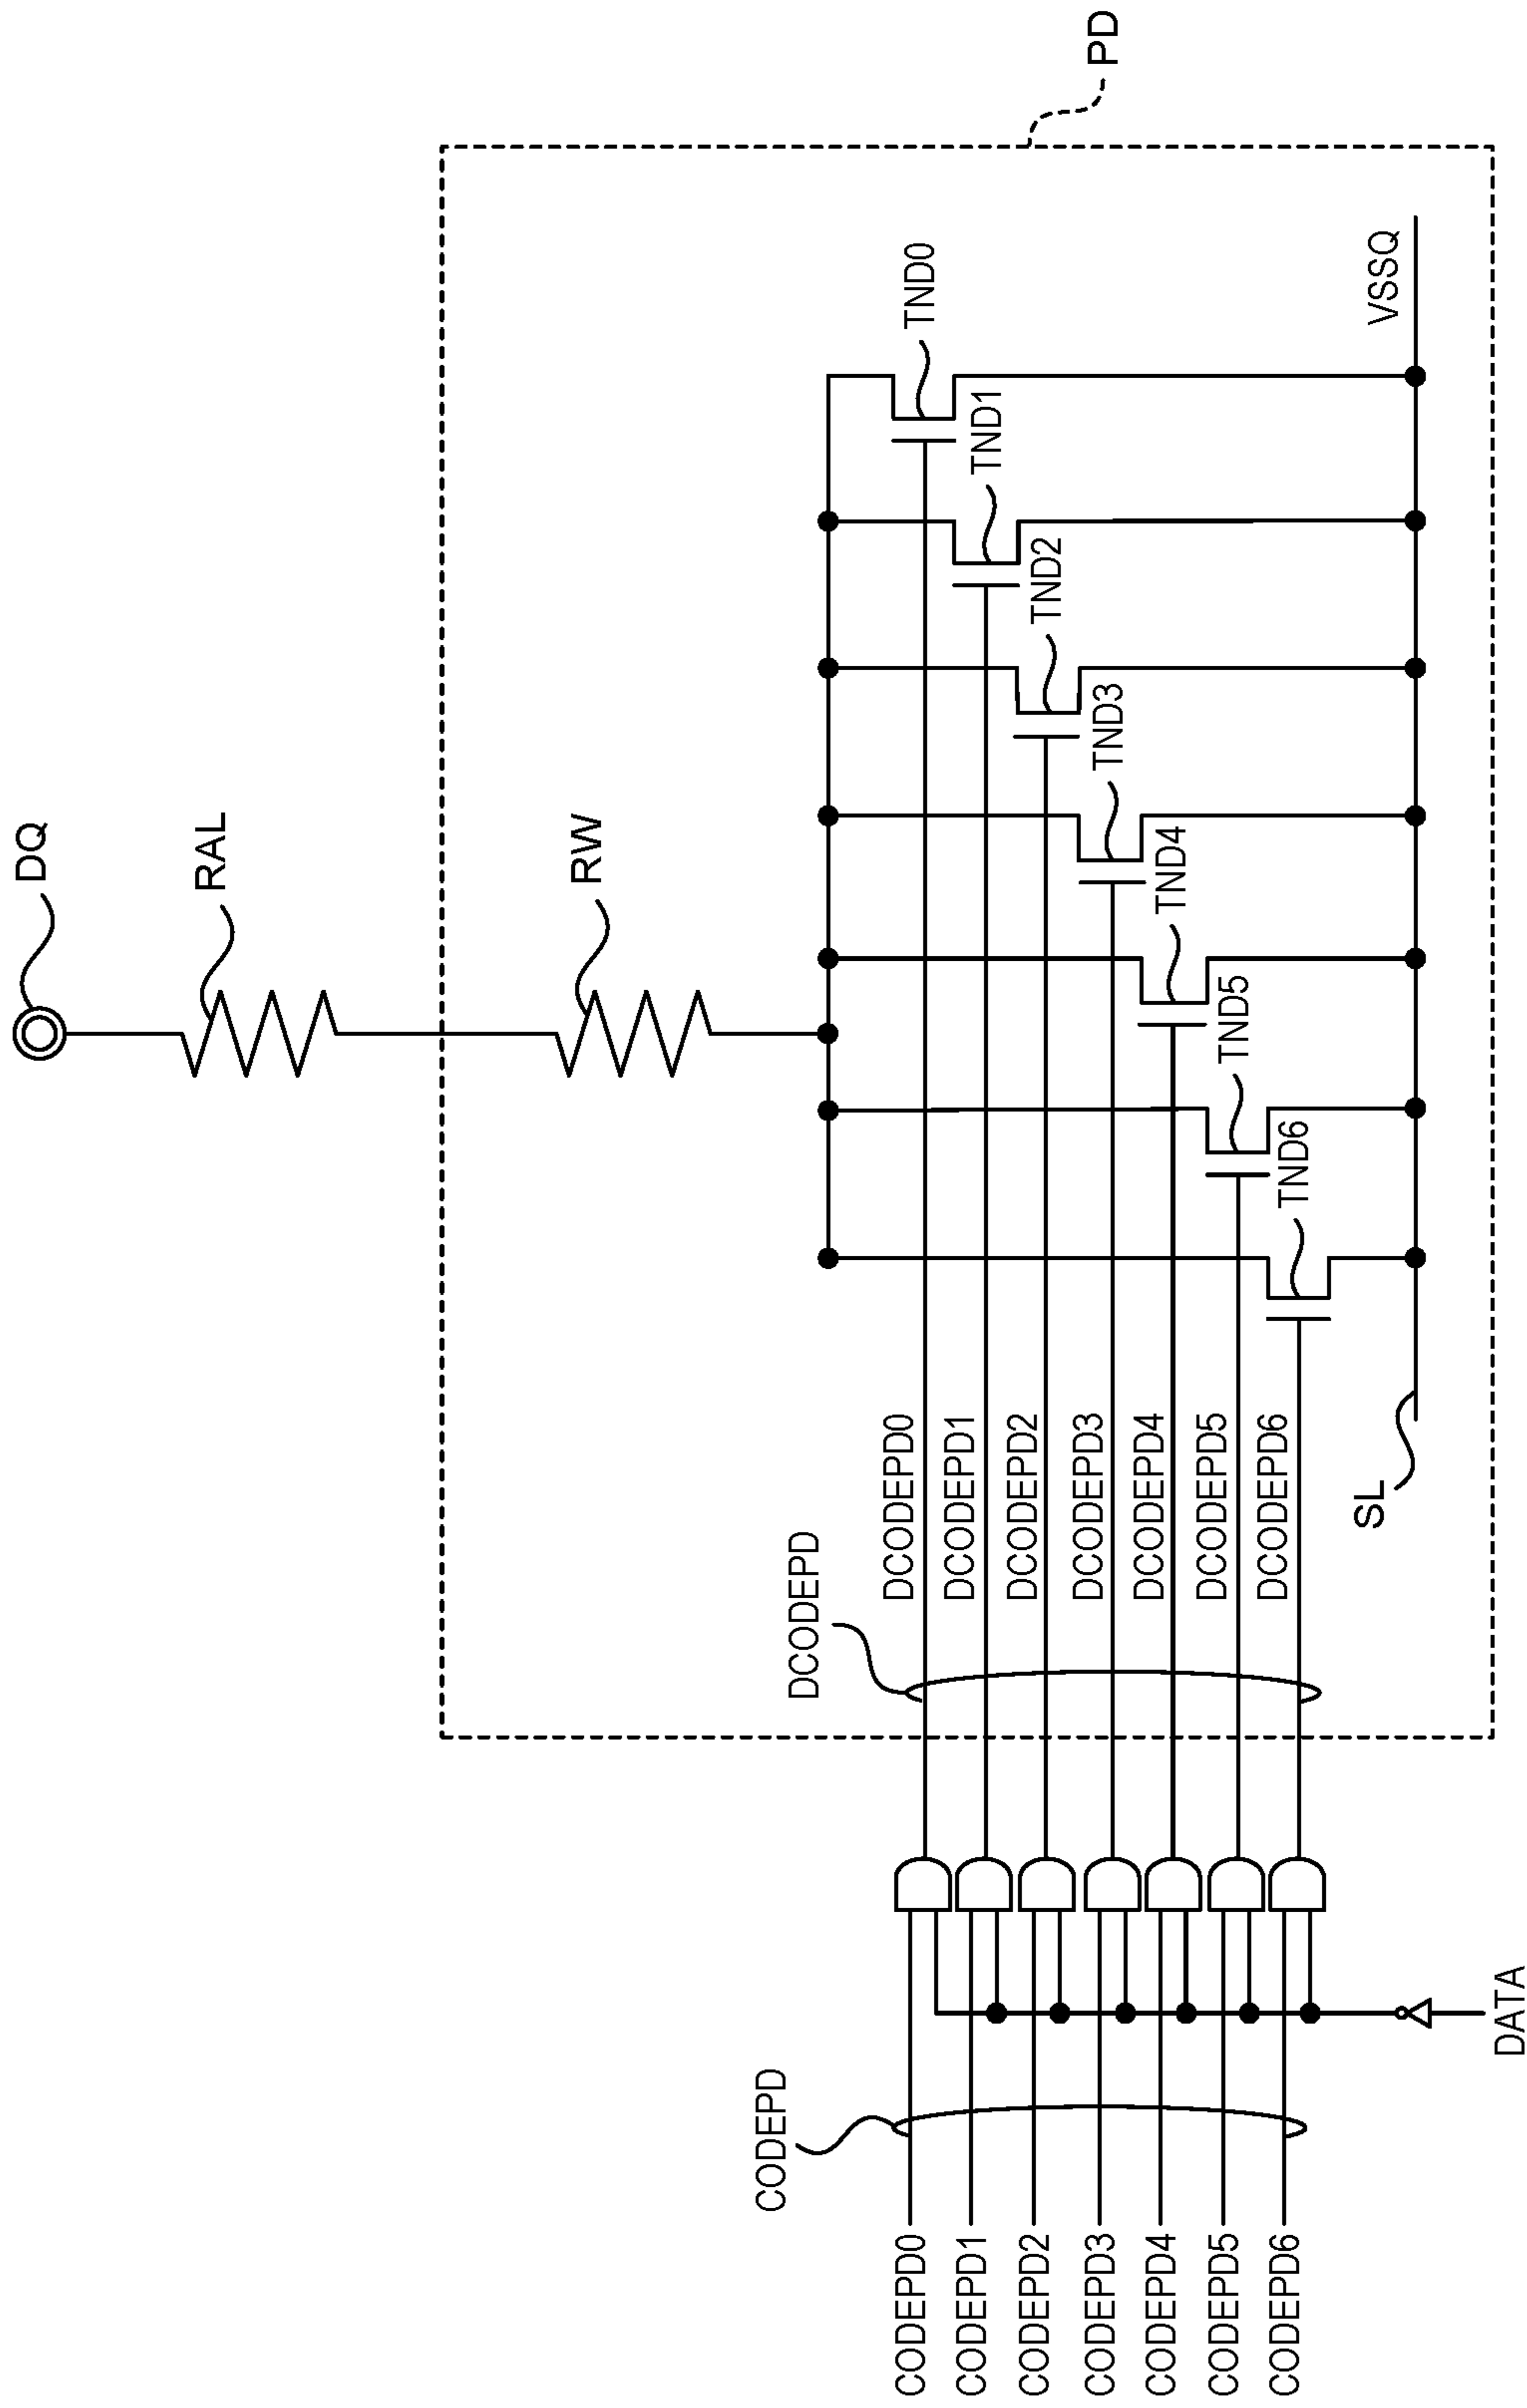 DQ
RAL
RW
PD
TND0
TND1
TND2
TND3
TND4
TND5
TND6
VSSQ
SL
DCODEPD
DCODEPD0
DCODEPD1
DCODEPD2
DCODEPD3
DCODEPD4
DCODEPD5
DCODEPD6
CODEPD
CODEPD0
CODEPD1
CODEPD2
CODEPD3
CODEPD4
CODEPD5
CODEPD6
DATA